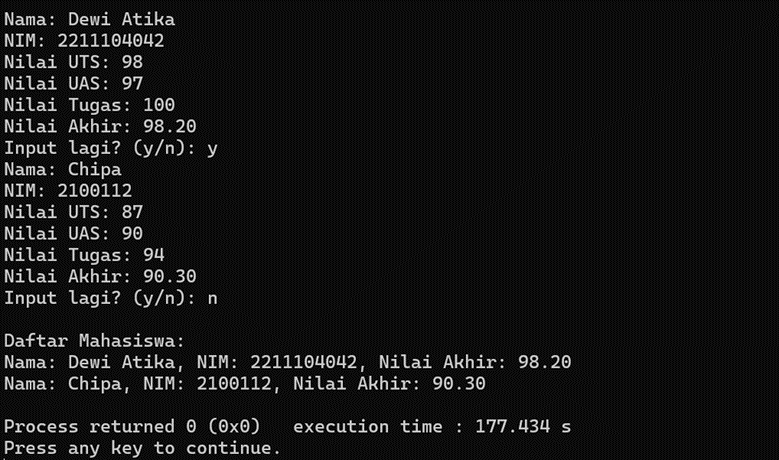 Nama: Dewi Atika
NIM: 2211104042
Nilai UTS: 98
Nilai UAS: 97
Nilai Tugas: 100
Nilai Akhir: 98.20
Input lagi? (y/n): y
Nama: Chipa
NIM: 2100112
Nilai UTS: 87
Nilai UAS: 90
Nilai Tugas: 94
Nilai Akhir: 90.30
Input lagi? (y/n): n
Daftar Mahasiswa:
Nama: Dewi Atika, NIM: 2211104042, Nilai Akhir: 98.20
Nama: Chipa, NIM: 2100112, Nilai Akhir: 90.30
Process returned 0 (0x0)   execution time : 177.434 s
Press any key to continue.